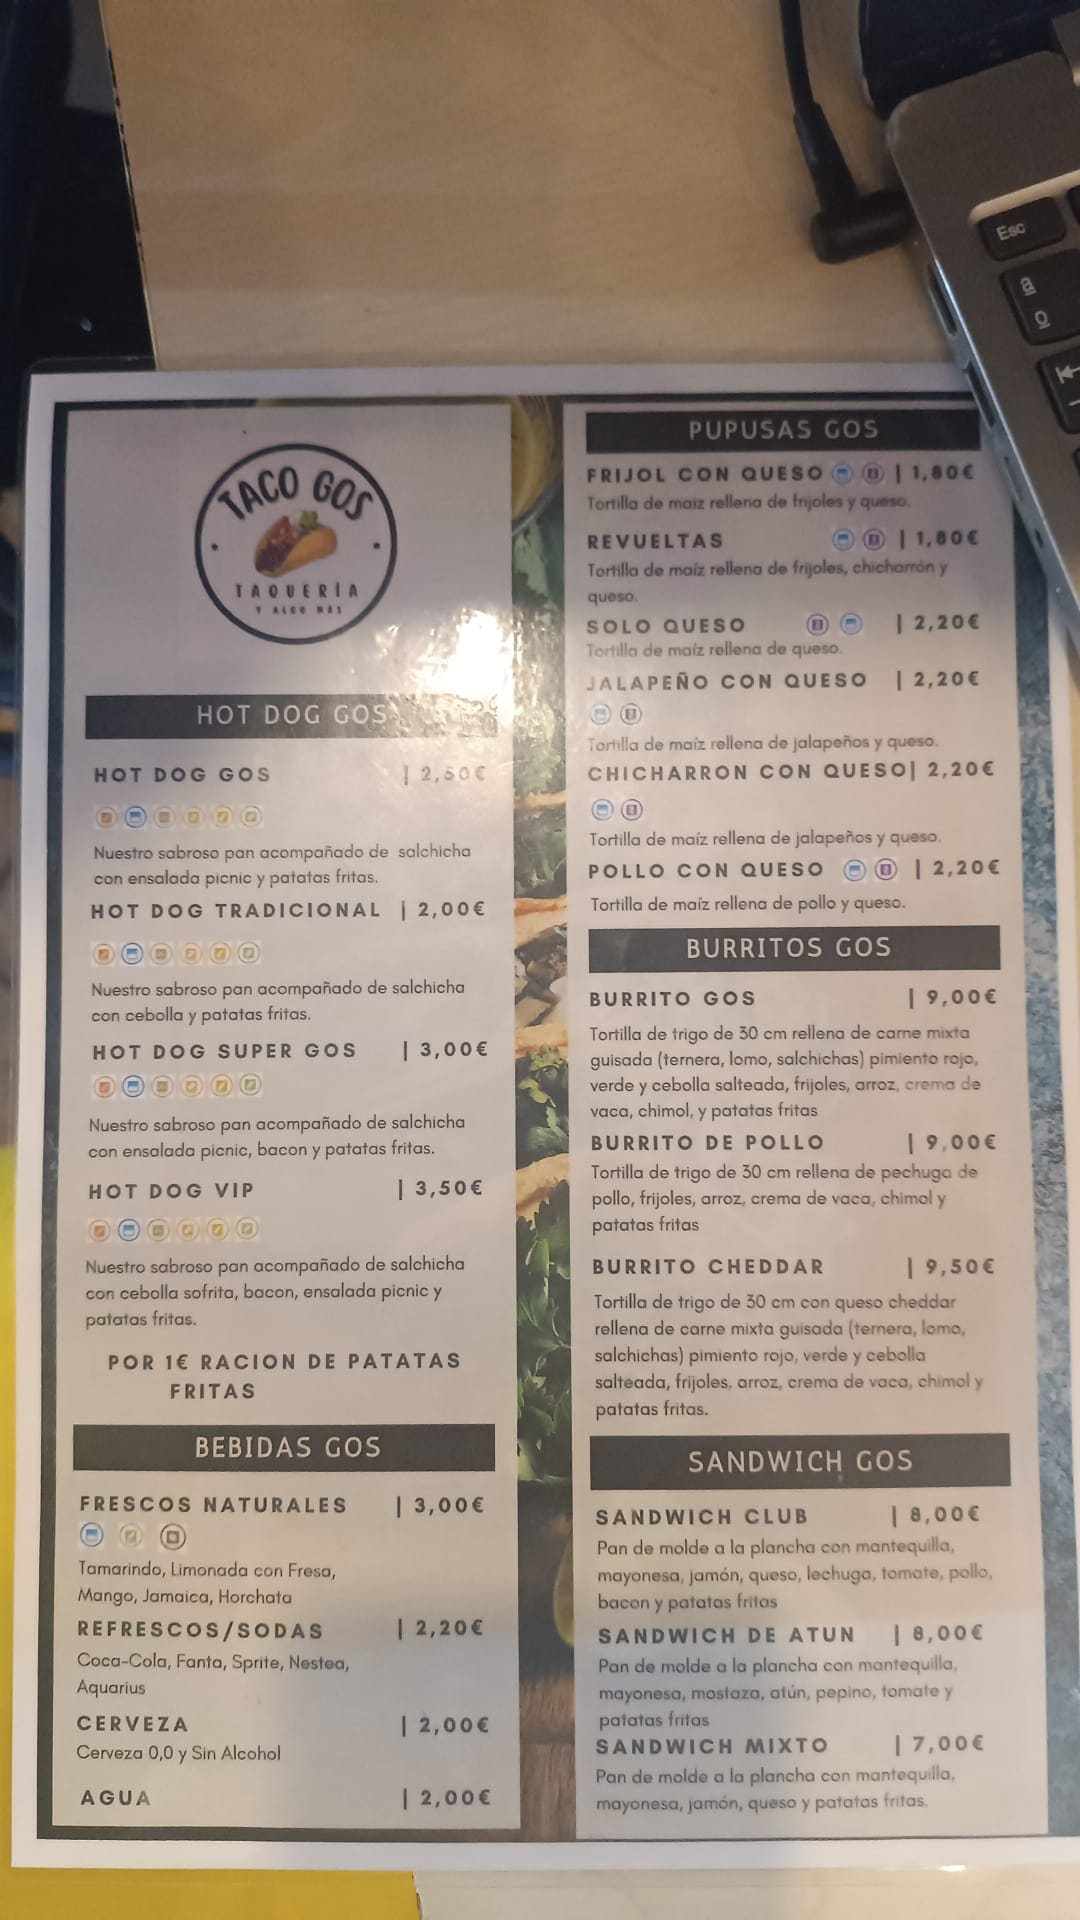 TACO GOS
TAQUERÍA
Y ALGO MÁS
HOT DOG GOS
HOT DOG GOS | 2,50€
Nuestro sabroso pan acompañado de salchicha
con ensalada picnic y patatas fritas.
HOT DOG TRADICIONAL | 2,00€
Nuestro sabroso pan acompañado de salchicha
con cebolla y patatas fritas.
HOT DOG SUPER GOS | 3,00€
Nuestro sabroso pan acompañado de salchicha
con ensalada picnic, bacon y patatas fritas.
HOT DOG VIP | 3,50€
Nuestro sabroso pan acompañado de salchicha
con cebolla sofrita, bacon, ensalada picnic y
patatas fritas.
POR 1€ RACION DE PATATAS
FRITAS
BEBIDAS GOS
FRESCOS NATURALES | 3,00€
Tamarindo, Limonada con Fresa,
Mango, Jamaica, Horchata
REFRESCOS/SODAS | 2,20€
Coca-Cola, Fanta, Sprite, Nestea,
Aquarius
CERVEZA | 2,00€
Cerveza 0,0 y Sin Alcohol
AGUA | 2,00€
PUPUSAS GOS
FRIJOL CON QUESO | 1,80€
Tortilla de maiz rellena de frijoles y queso.
REVUELTAS | 1,80€
Tortilla de maíz rellena de frijoles, chicharrón y
queso.
SOLO QUESO | 2,20€
Tortilla de maíz rellena de queso.
JALAPEÑO CON QUESO | 2,20€
Tortilla de maíz rellena de jalapeños y queso.
CHICHARRON CON QUESO| 2,20€
Tortilla de maíz rellena de jalapeños y queso.
POLLO CON QUESO | 2,20€
Tortilla de maíz rellena de pollo y queso.
BURRITOS GOS
BURRITO GOS | 9,00€
Tortilla de trigo de 30 cm rellena de carne mixta
guisada (ternera, lomo, salchichas) pimiento rojo,
verde y cebolla salteada, frijoles, arroz, crema de
vaca, chimol, y patatas fritas
BURRITO DE POLLO | 9,00€
Tortilla de trigo de 30 cm rellena de pechuga de
pollo, frijoles, arroz, crema de vaca, chimol y
patatas fritas
BURRITO CHEDDAR | 9,50€
Tortilla de trigo de 30 cm con queso cheddar
rellena de carne mixta guisada (ternera, lomo,
salchichas) pimiento rojo, verde y cebolla
salteada, frijoles, arroz, crema de vaca, chimol y
patatas fritas.
SANDWICH GOS
SANDWICH CLUB | 8,00€
Pan de molde a la plancha con mantequilla,
mayonesa, jamón, queso, lechuga, tomate, pollo,
bacon y patatas fritas
SANDWICH DE ATUN | 8,00€
Pan de molde a la plancha con mantequilla,
mayonesa, mostaza, atún, pepino, tomate y
patatas fritas
SANDWICH MIXTO | 7,00€
Pan de molde a la plancha con mantequilla,
mayonesa, jamón, queso y patatas fritas.
Esc